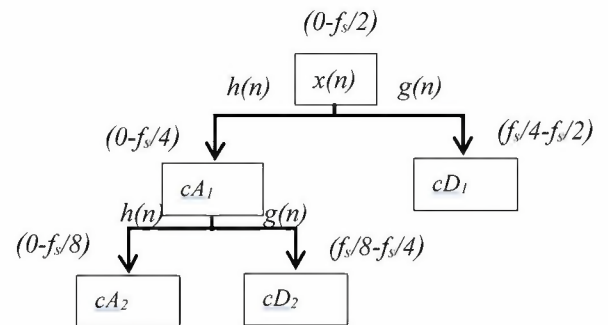 (0-fs/2)
h(n) x(n) g(n)
(0-fs/4) (fs/4-fs/2)
cA1 cD1
h(n) g(n)
(0-fs/8) (fs/8-fs/4)
cA2 cD2